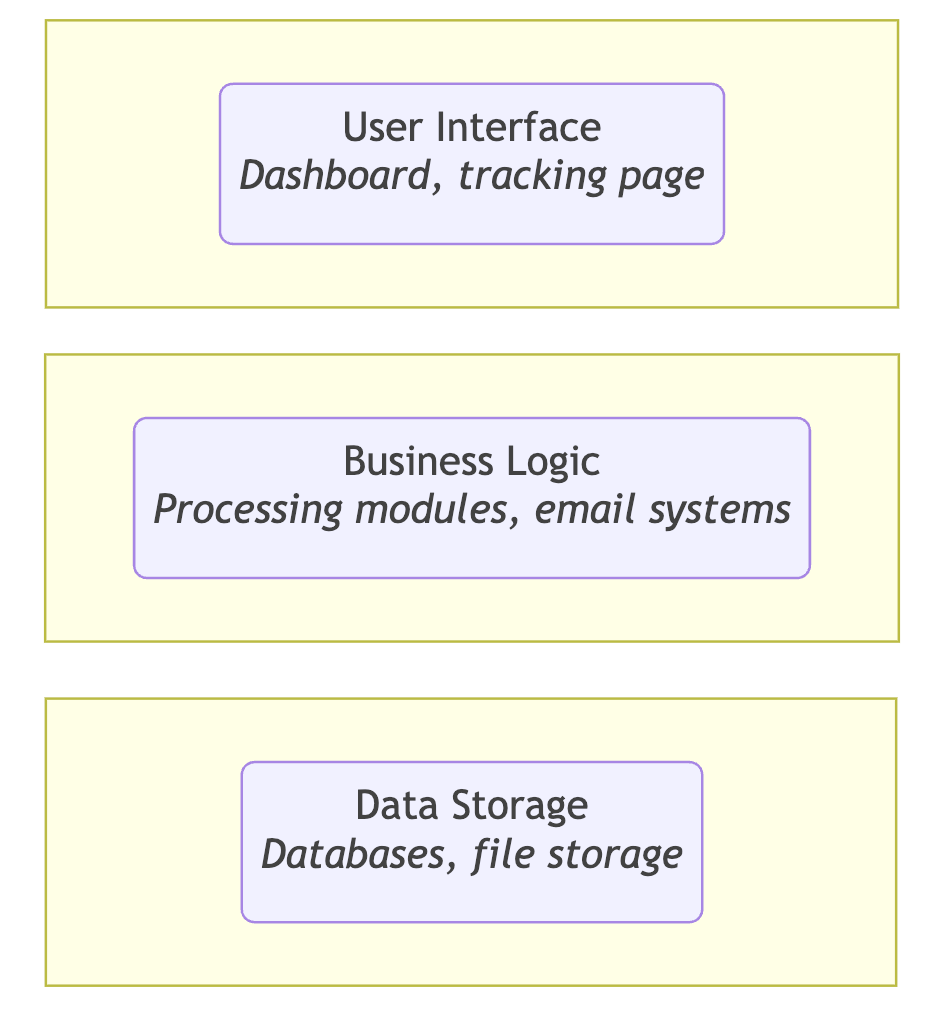 User Interface
Dashboard, tracking page
Business Logic
Processing modules, email systems
Data Storage
Databases, file storage